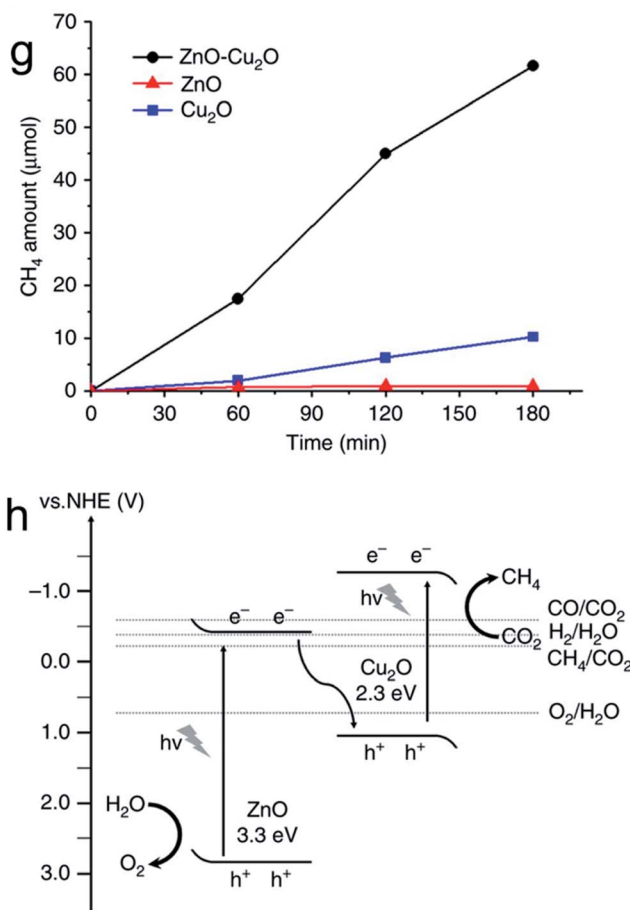 g
70
60
50
40
30
20
10
0
CH₄ amount (μmol)
ZnO-Cu₂O
ZnO
Cu₂O
0 30 60 90 120 150 180
Time (min)
h
vs.NHE (V)
–1.0
0.0
1.0
2.0
3.0
e⁻ e⁻
hν
CH₄
CO₂
CO/CO₂
H₂/H₂O
CH₄/CO₂
O₂/H₂O
e⁻ e⁻
Cu₂O
2.3 eV
h⁺ h⁺
hν
H₂O
O₂
ZnO
3.3 eV
h⁺ h⁺